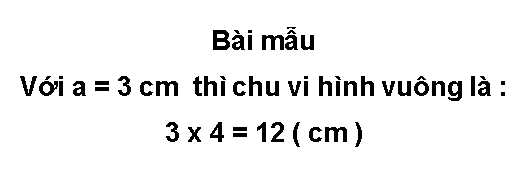 Bài mẫu
Với a = 3 cm thì chu vi hình vuông là :
3 x 4 = 12 ( cm )